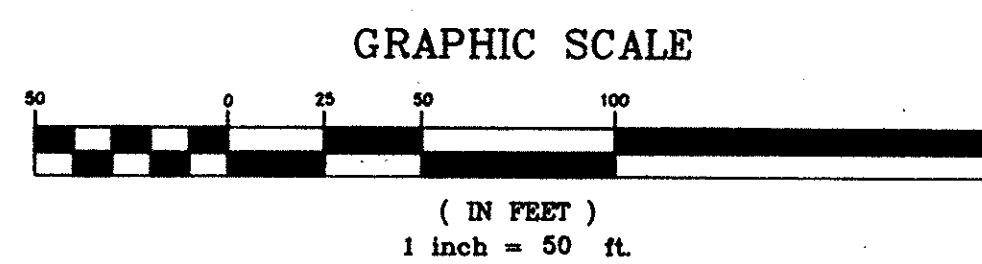 GRAPHIC SCALE
50 0 25 50 100
( IN FEET )
1 inch = 50 ft.